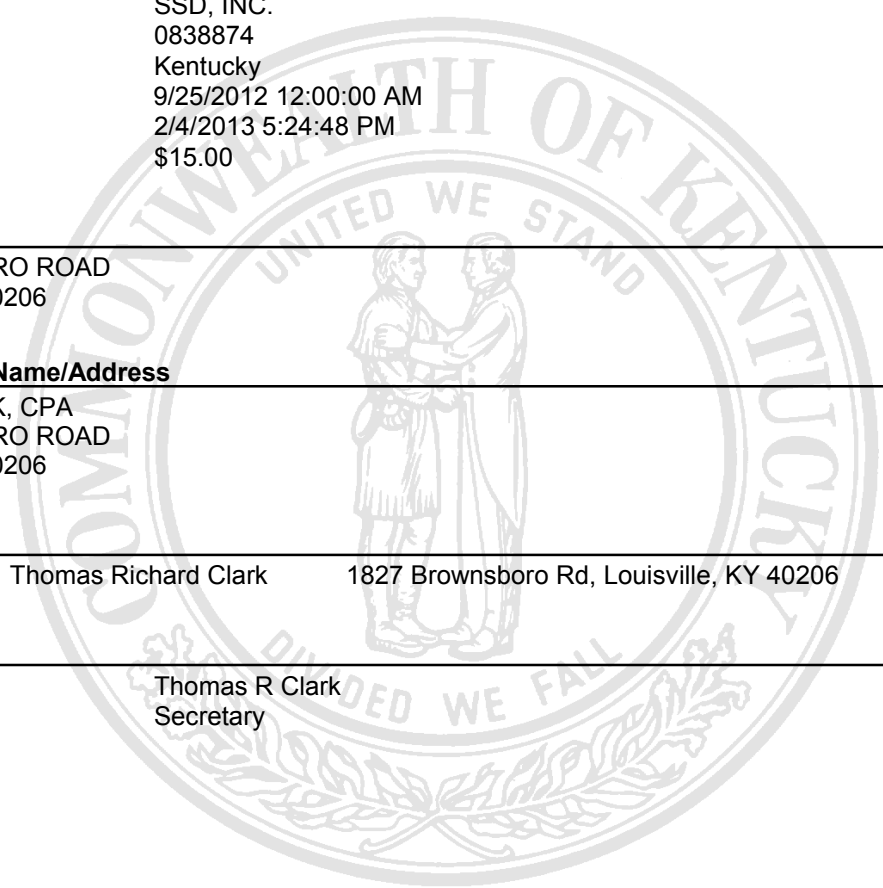 SSD, INC.
0838874
Kentucky
9/25/2012 12:00:00 AM
2/4/2013 5:24:48 PM
$15.00
RO ROAD
0206
Name/Address
K, CPA
RO ROAD
0206
Thomas Richard Clark 1827 Brownsboro Rd, Louisville, KY 40206
Thomas R Clark
Secretary
COMMONWEALTH OF KENTUCKY
UNITED WE STAND
DIVIDED WE FALL